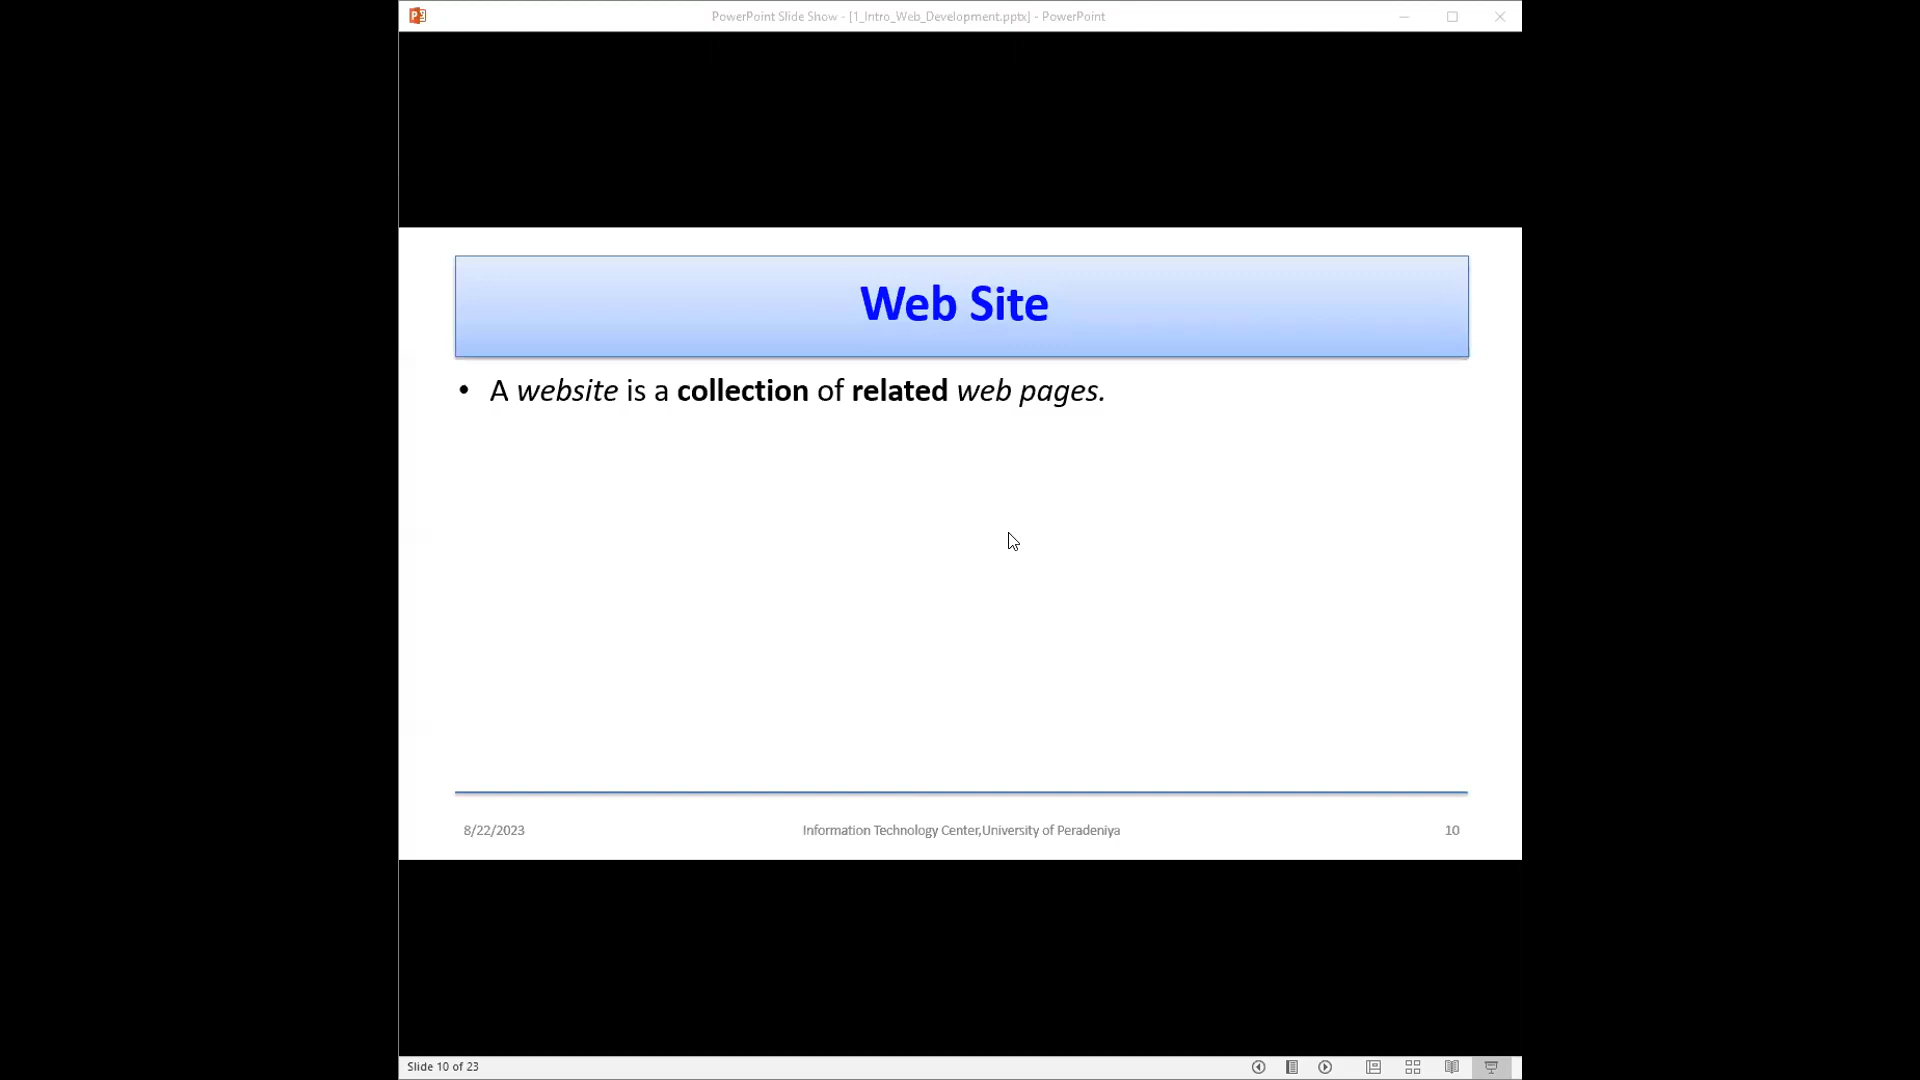 PowerPoint Slide Show - [1_Intro_Web_Development.pptx] - PowerPoint
Web Site
• A website is a collection of related web pages.
8/22/2023
Information Technology Center,University of Peradeniya
10
Slide 10 of 23